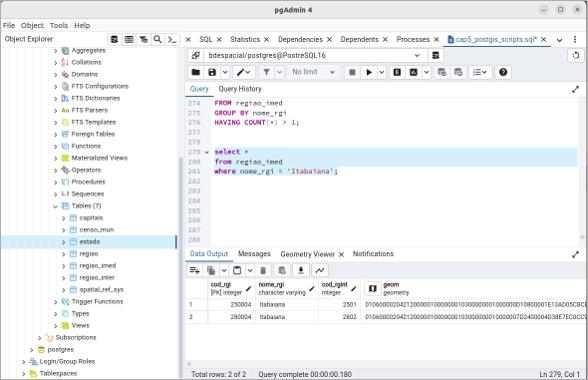 pgAdmin 4
File Object Tools Help
Object Explorer
SQL Statistics Dependencies Dependents Processes cap5_postgis_scripts.sql*
bdespacial/postgres@PostreSQL16
No limit
Query Query History
Aggregates
Collations
Domains
FTS Configurations
FTS Dictionaries
FTS Parsers
FTS Templates
Foreign Tables
Functions
Materialized Views
Operators
Procedures
Sequences
Tables (7)
capitais
censo_mun
estado
regiao
regiao_imed
regiao_inter
spatial_ref_sys
Trigger Functions
Types
Views
Subscriptions
postgres
Login/Group Roles
Tablespaces
274 FROM regiao_imed
275 GROUP BY nome_rgi
276 HAVING COUNT(*) > 1;
277
278
279 select *
280 from regiao_imed
281 where nome_rgi = 'Itabaiana';
282
283
284
285
286
287
288
Data Output Messages Geometry Viewer Notifications
cod_rgi nome_rgi cod_rgint geom
[PK] integer character varying integer geometry
1 250004 Itabaiana 2501
2 280004 Itabaiana 2802
Total rows: 2 of 2 Query complete 00:00:00.180 Ln 279, Col 1